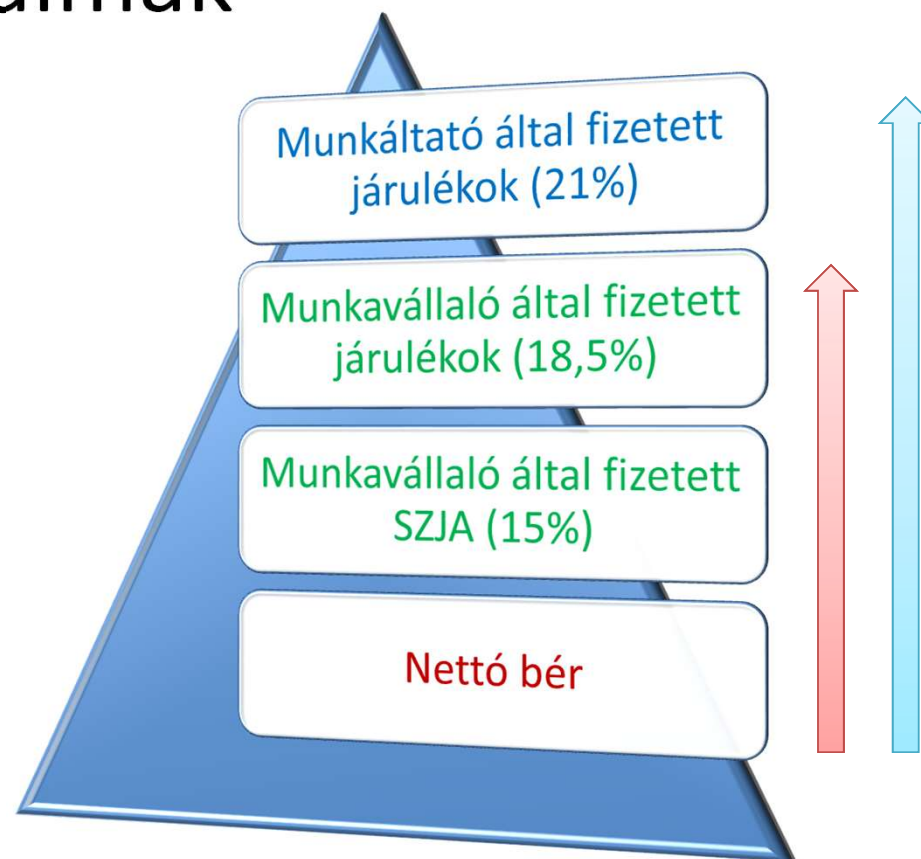 Munkáltató által fizetett
járulékok (21%)
Munkavállaló által fizetett
járulékok (18,5%)
Munkavállaló által fizetett
SZJA (15%)
Nettó bér